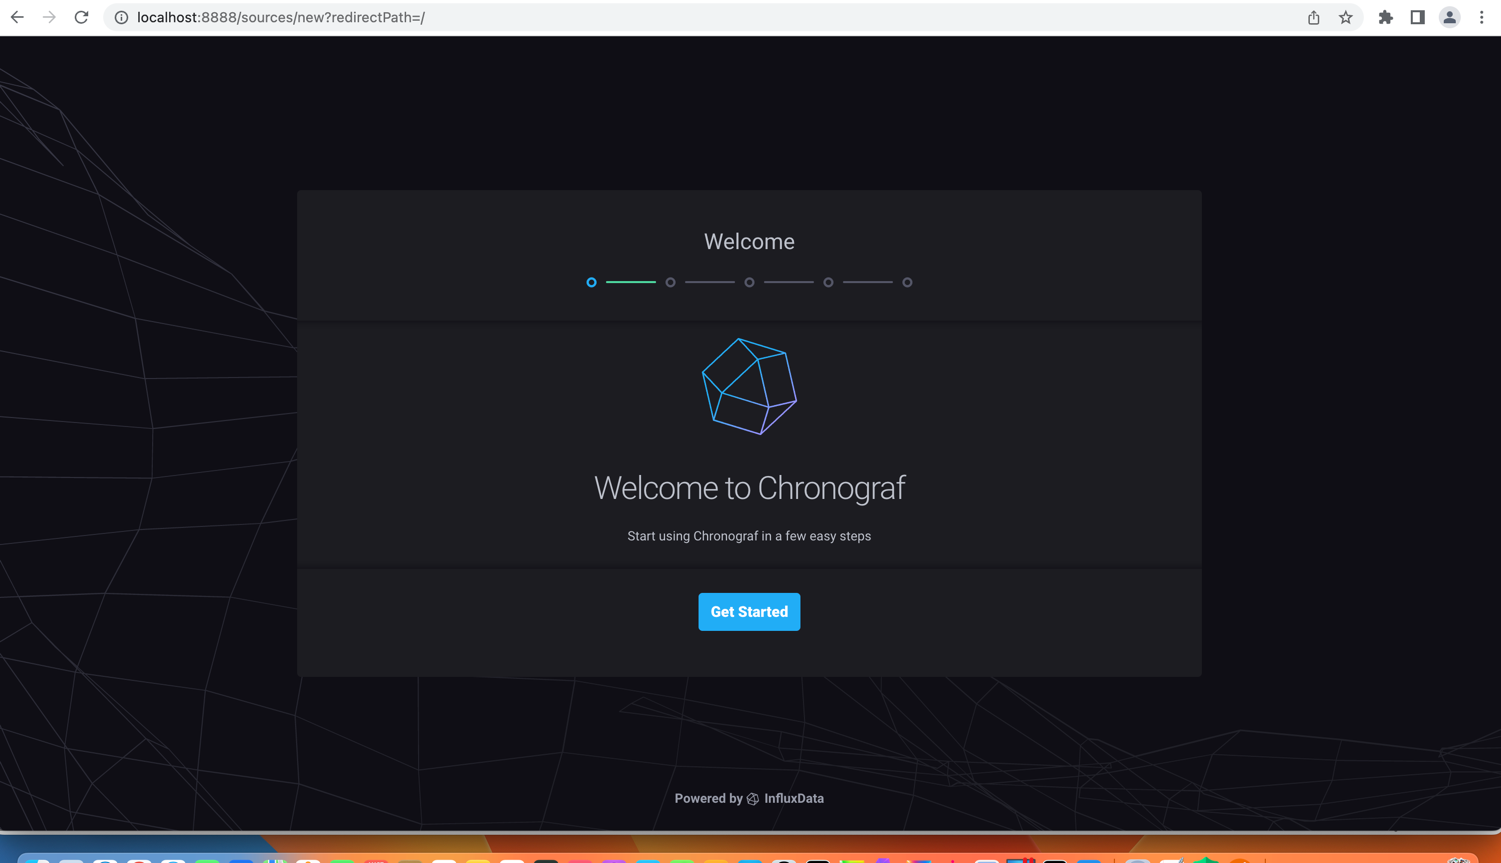 localhost:8888/sources/new?redirectPath=/
Welcome
Welcome to Chronograf
Start using Chronograf in a few easy steps
Get Started
Powered by InfluxData